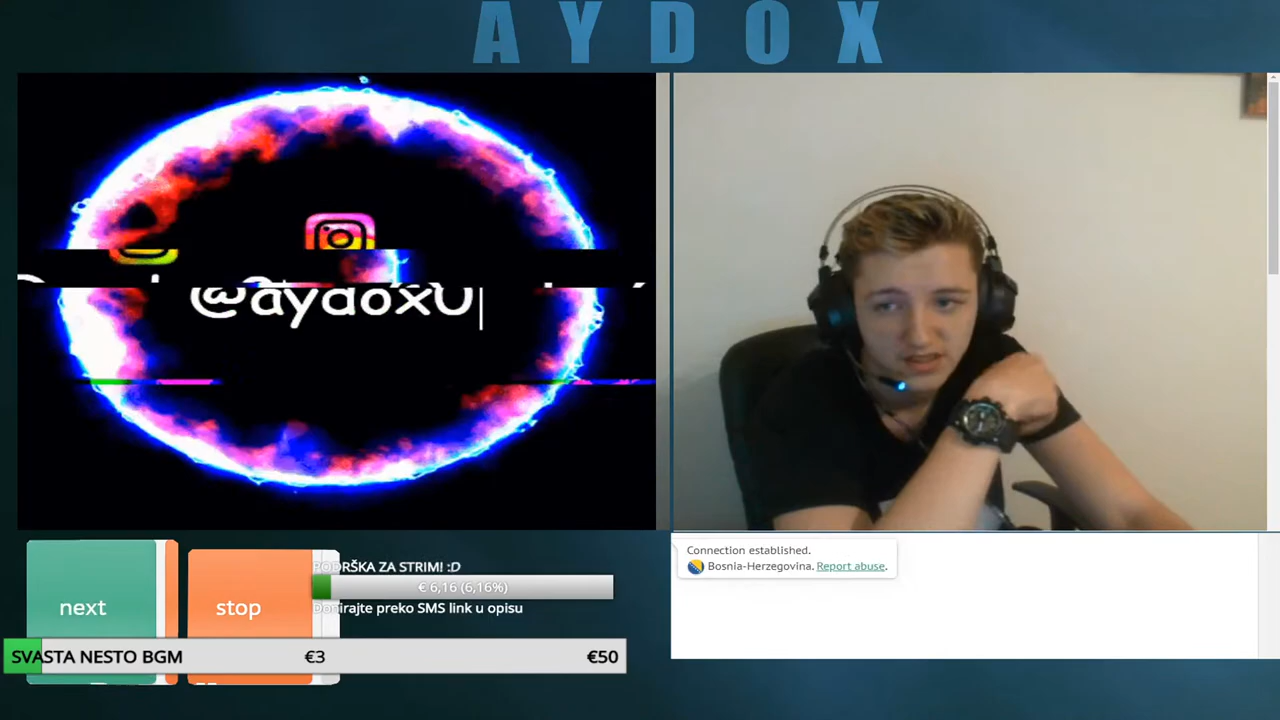 AYDOX
@aydoxU
Connection established.
Bosnia-Herzegovina. Report abuse.
next
stop
PODRŠKA ZA STRIM! :D
€ 6,16 (6,16%)
Donirajte preko SMS link u opisu
SVASTA NESTO BGM €3 €50